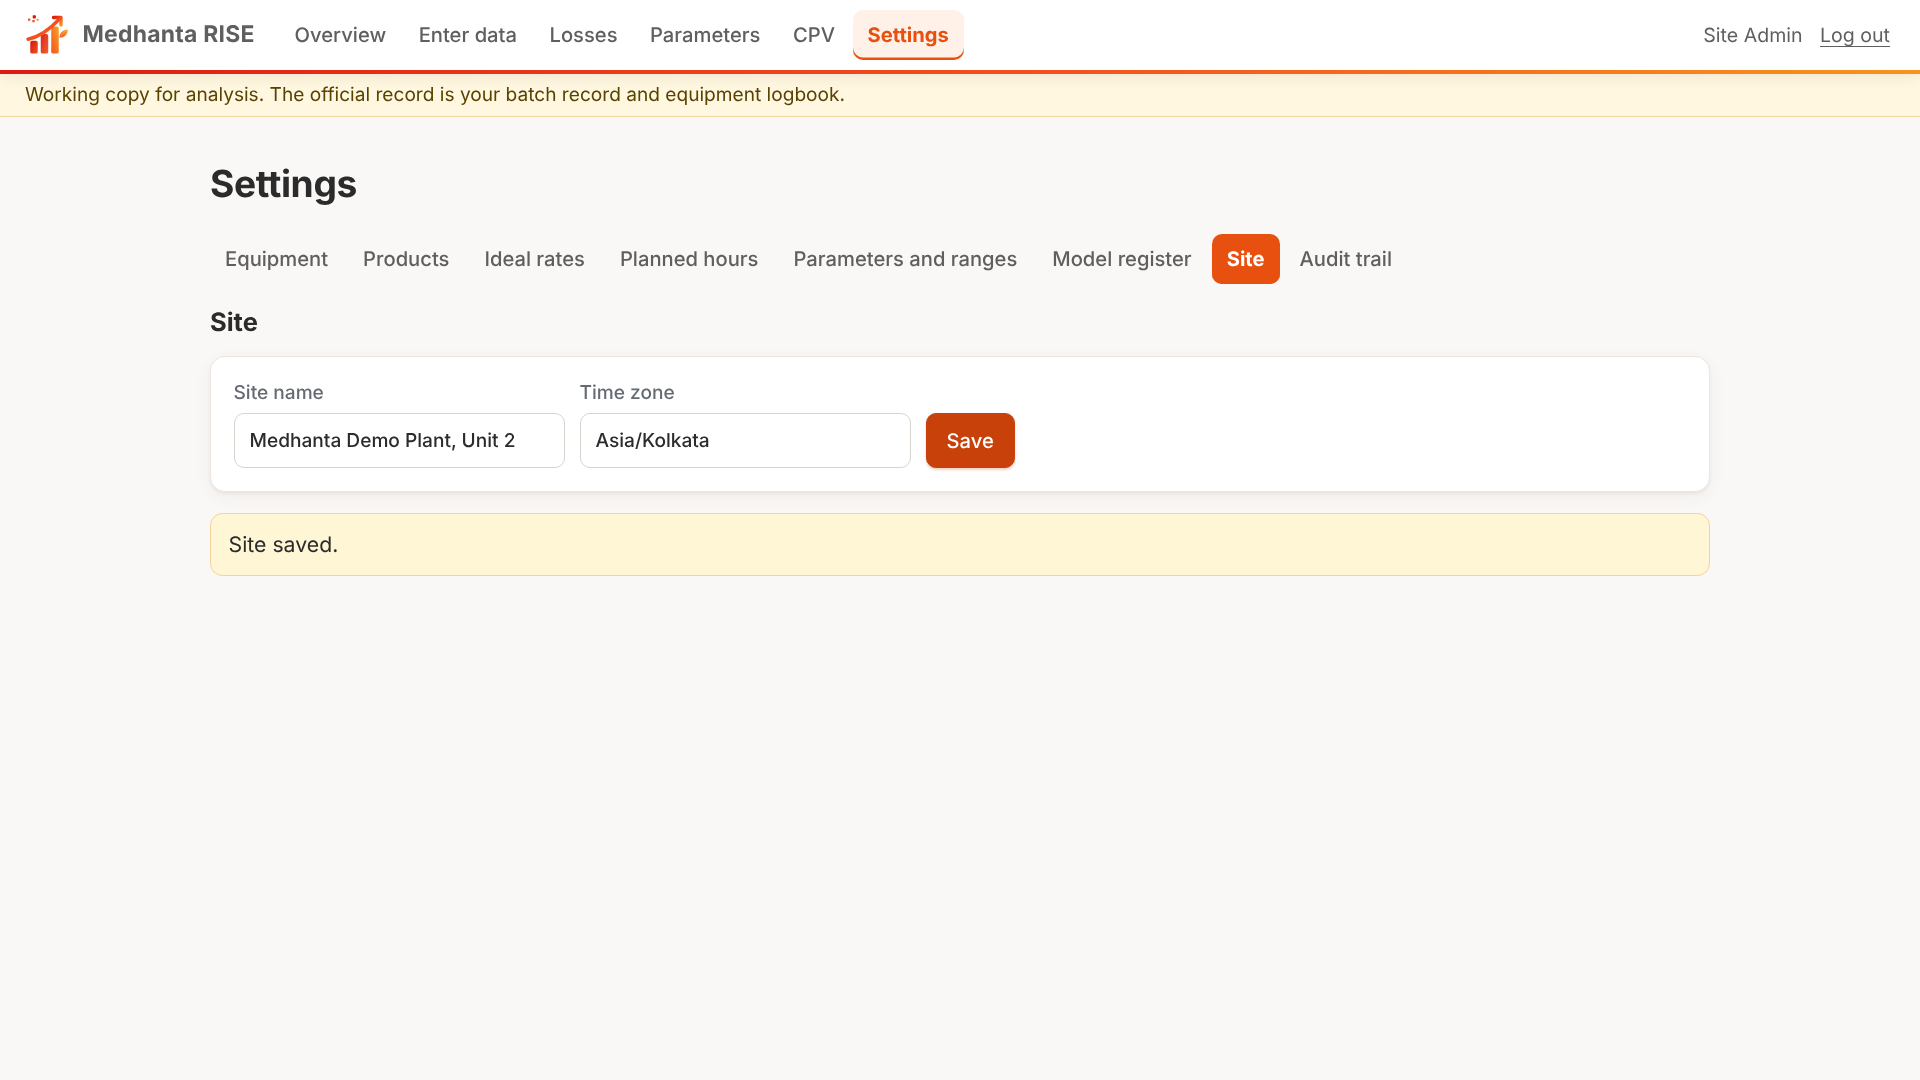 Medhanta RISE Overview Enter data Losses Parameters CPV Settings Site Admin Log out
Working copy for analysis. The official record is your batch record and equipment logbook.
Settings
Equipment Products Ideal rates Planned hours Parameters and ranges Model register Site Audit trail
Site
Site name Time zone
Medhanta Demo Plant, Unit 2 Asia/Kolkata Save
Site saved.